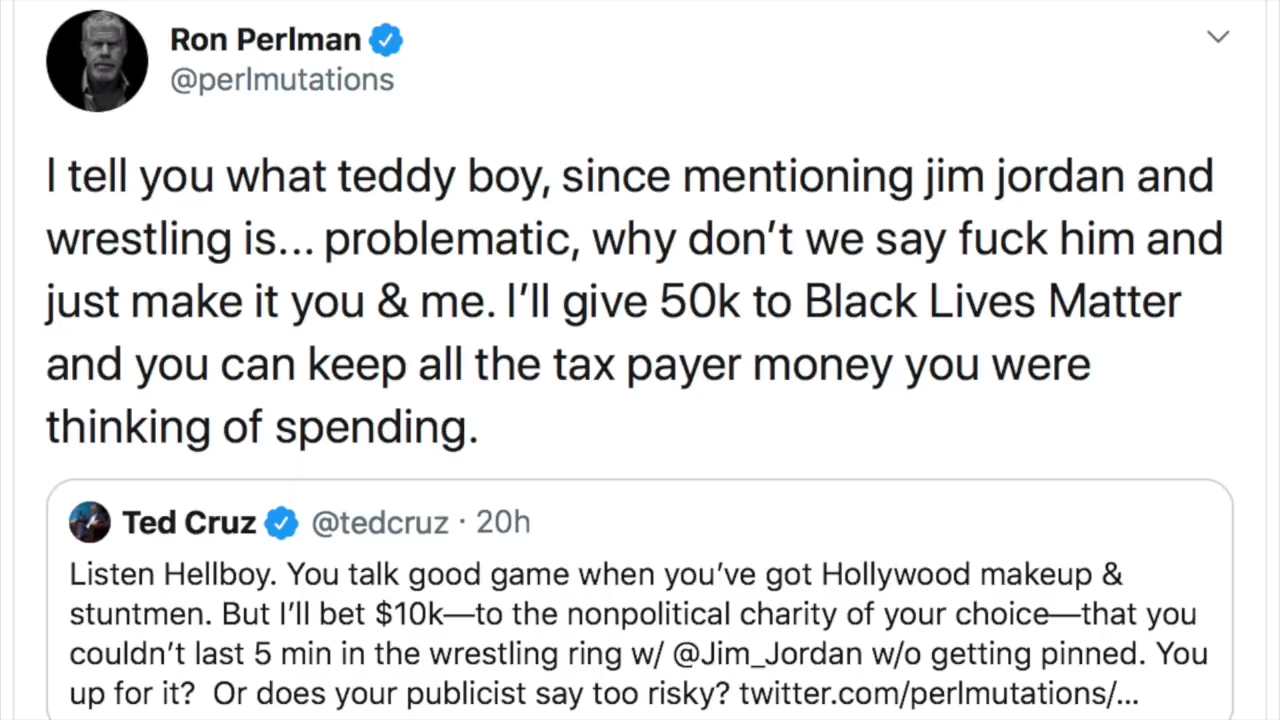 Ron Perlman
@perlmutations
I tell you what teddy boy, since mentioning jim jordan and
wrestling is... problematic, why don’t we say fuck him and
just make it you & me. I’ll give 50k to Black Lives Matter
and you can keep all the tax payer money you were
thinking of spending.
Ted Cruz @tedcruz · 20h
Listen Hellboy. You talk good game when you’ve got Hollywood makeup &
stuntmen. But I’ll bet $10k—to the nonpolitical charity of your choice—that you
couldn’t last 5 min in the wrestling ring w/ @Jim_Jordan w/o getting pinned. You
up for it?  Or does your publicist say too risky? twitter.com/perlmutations/...